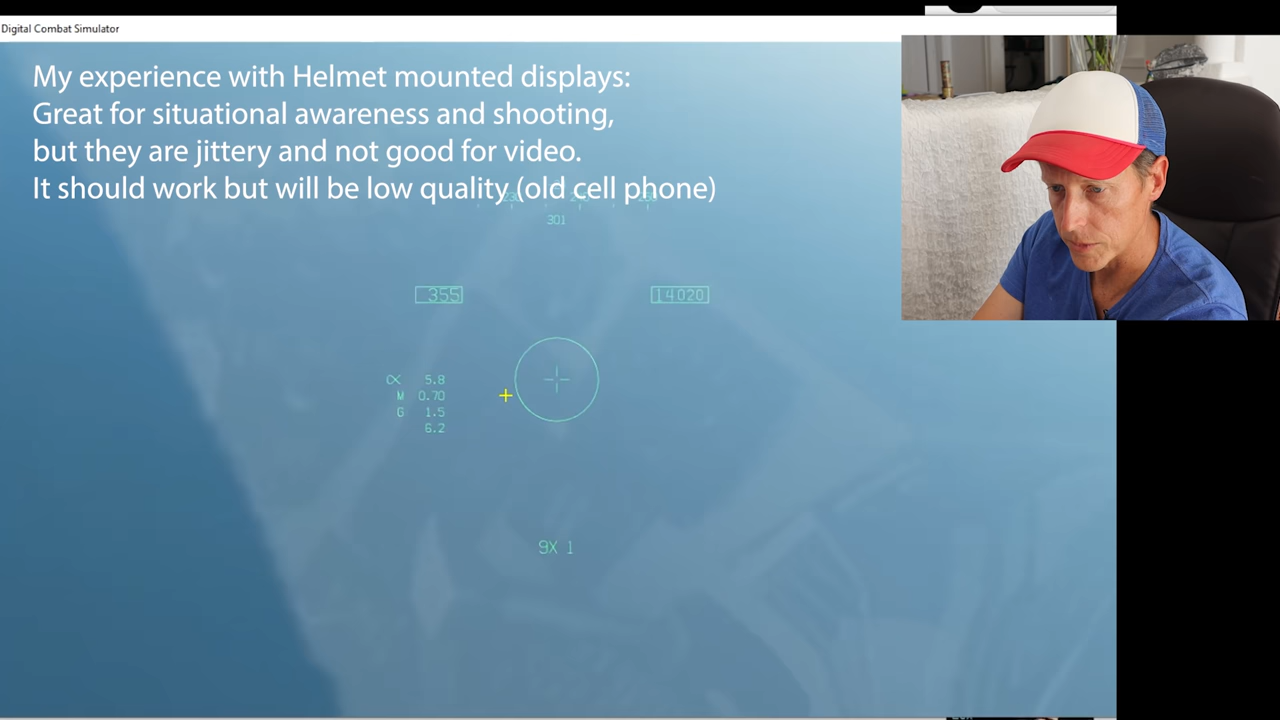 Digital Combat Simulator
My experience with Helmet mounted displays:
Great for situational awareness and shooting,
but they are jittery and not good for video.
It should work but will be low quality (old cell phone)
301
355
14020
α 5.8
M 0.70
G 1.5
6.2
9X 1